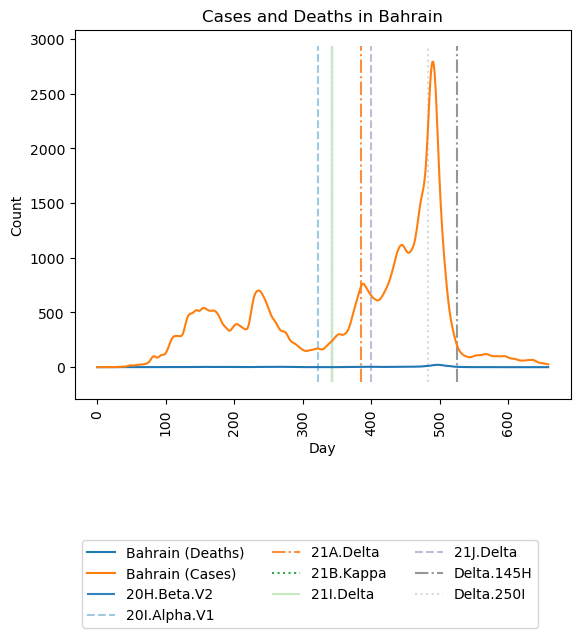 Cases and Deaths in Bahrain
3000
2500
2000
1500
1000
500
0
Count
0
100
200
300
400
500
600
Day
Bahrain (Deaths)
Bahrain (Cases)
20H.Beta.V2
20I.Alpha.V1
21A.Delta
21B.Kappa
21I.Delta
21J.Delta
Delta.145H
Delta.250I